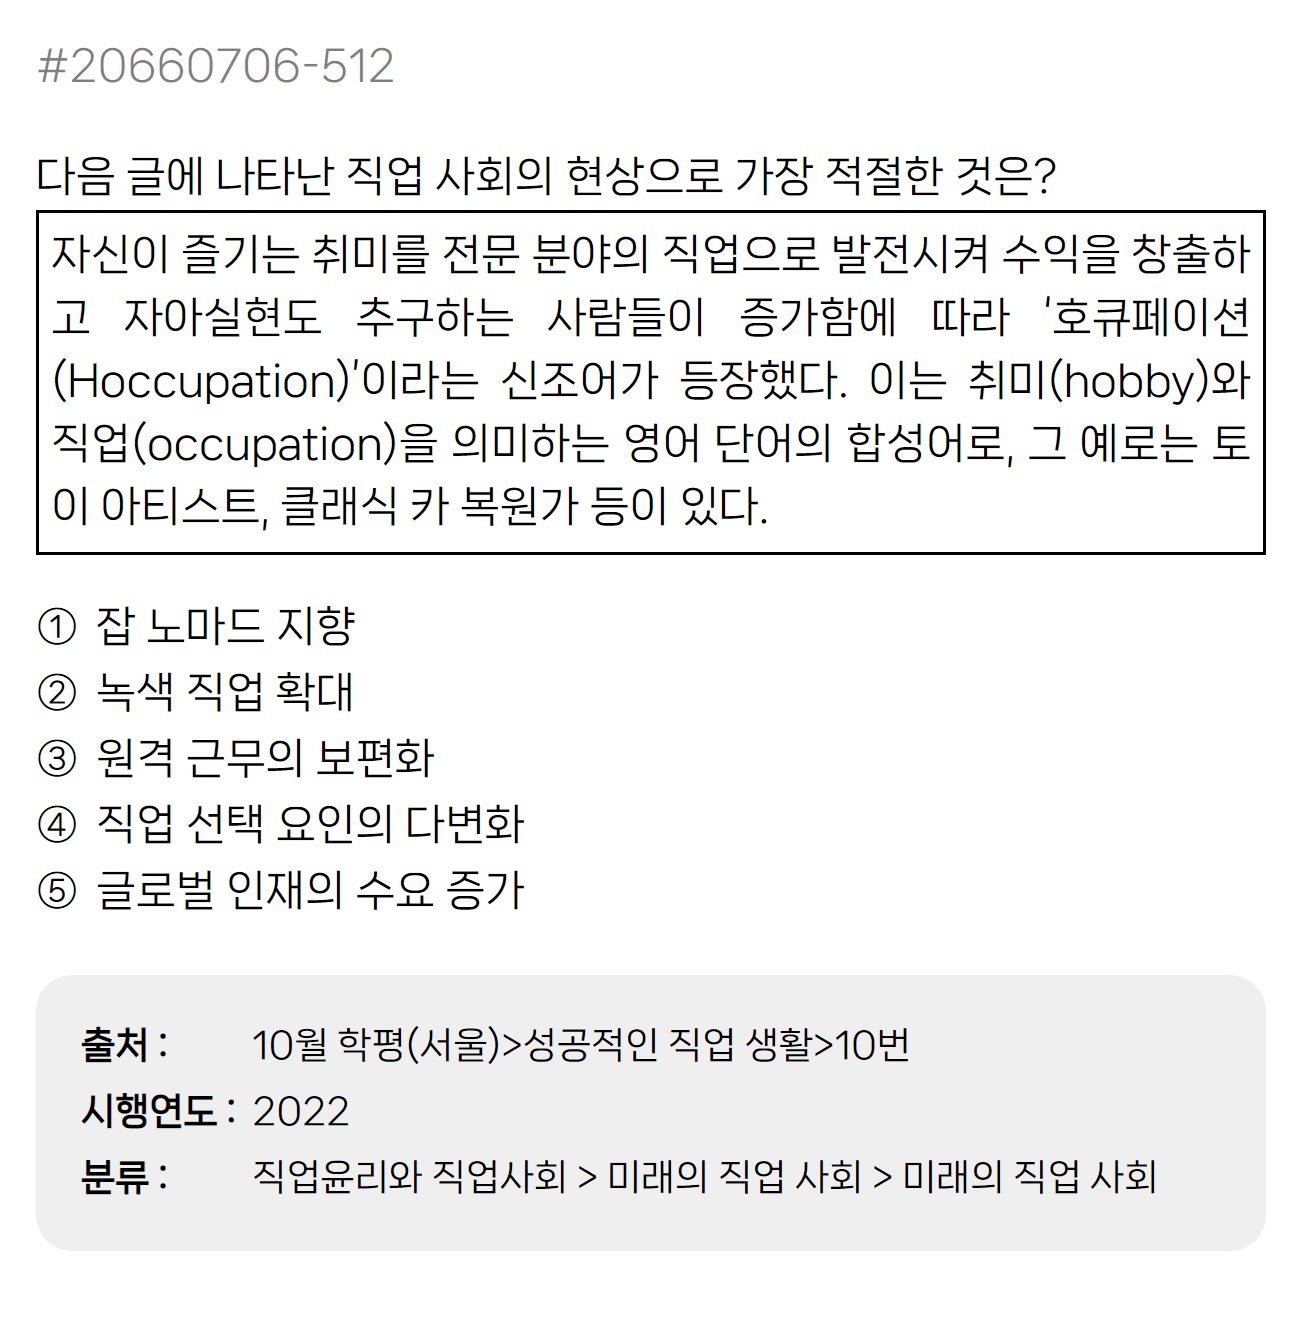 #20660706-512
다음 글에 나타난 직업 사회의 현상으로 가장 적절한 것은?
자신이 즐기는 취미를 전문 분야의 직업으로 발전시켜 수익을 창출하
고 자아실현도 추구하는 사람들이 증가함에 따라 ‘호큐페이션
(Hoccupation)’이라는 신조어가 등장했다. 이는 취미(hobby)와
직업(occupation)을 의미하는 영어 단어의 합성어로, 그 예로는 토
이 아티스트, 클래식 카 복원가 등이 있다.
① 잡 노마드 지향
② 녹색 직업 확대
③ 원격 근무의 보편화
④ 직업 선택 요인의 다변화
⑤ 글로벌 인재의 수요 증가
출처 : 10월 학평(서울)>성공적인 직업 생활>10번
시행연도 : 2022
분류 : 직업윤리와 직업사회 > 미래의 직업 사회 > 미래의 직업 사회